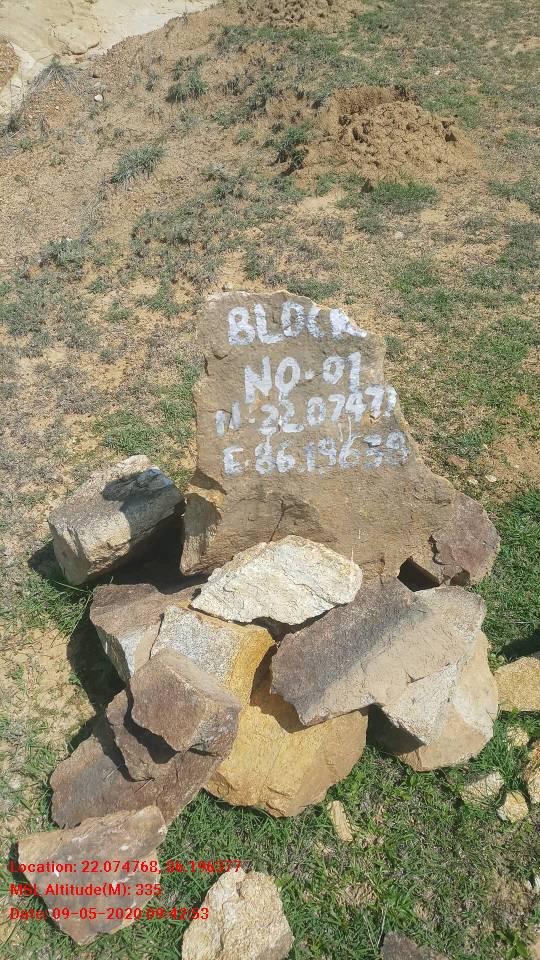 BLOCK
NO-01
N-22.07477
E-86.19639
Location: 22.074768, 86.196377
MSL Altitude(M): 335
Date: 09-05-2020 09:42:53